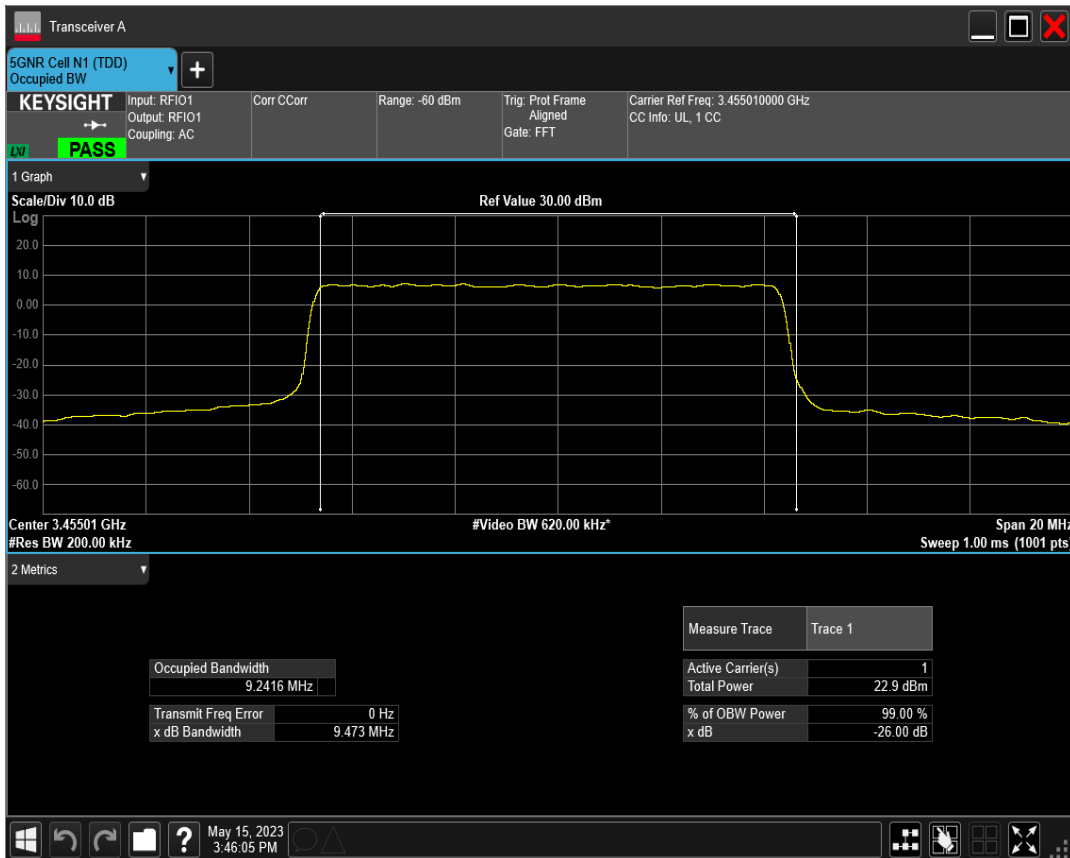 Transceiver A
5GNR Cell N1 (TDD)
Occupied BW
+
KEYSIGHT
LXI
PASS
Input: RFIO1
Output: RFIO1
Coupling: AC
Corr CCorr
Range: -60 dBm
Trig: Prot Frame
Aligned
Gate: FFT
Carrier Ref Freq: 3.455010000 GHz
CC Info: UL, 1 CC
1 Graph
Scale/Div 10.0 dB
Ref Value 30.00 dBm
Log
20.0
10.0
0.00
-10.0
-20.0
-30.0
-40.0
-50.0
-60.0
Center 3.45501 GHz
#Video BW 620.00 kHz*
Span 20 MHz
#Res BW 200.00 kHz
Sweep 1.00 ms (1001 pts)
2 Metrics
Measure Trace Trace 1
Occupied Bandwidth
9.2416 MHz
Active Carrier(s) 1
Total Power 22.9 dBm
Transmit Freq Error 0 Hz
x dB Bandwidth 9.473 MHz
% of OBW Power 99.00 %
x dB -26.00 dB
?
May 15, 2023
3:46:05 PM